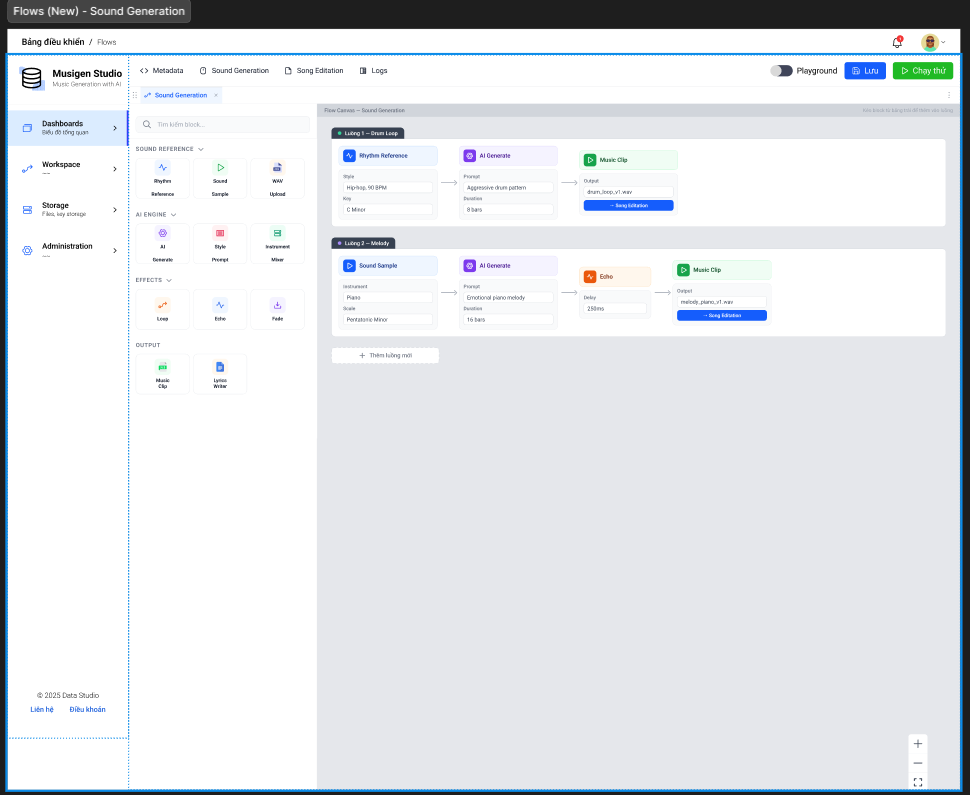 Flows (New) - Sound Generation
Bảng điều khiển / Flows
1
Musigen Studio
Music Generation with AI
Metadata
Sound Generation
Song Editation
Logs
Playground
Lưu
Chạy thử
Sound Generation ×
Dashboards
Biểu đồ tổng quan
Workspace
---
Storage
Files, key storage
Administration
---
© 2025 Data Studio
Liên hệ
Điều khoản
Tìm kiếm block...
SOUND REFERENCE
Rhythm
Reference
Sound
Sample
WAV
Upload
AI ENGINE
AI
Generate
Style
Prompt
Instrument
Mixer
EFFECTS
Loop
Echo
Fade
OUTPUT
Music
Clip
Lyrics
Writer
Flow Canvas — Sound Generation
Luồng 1 — Drum Loop
Rhythm Reference
Style
Hip-hop, 90 BPM
Key
C Minor
AI Generate
Prompt
Aggressive drum pattern
Duration
8 bars
Music Clip
Output
drum_loop_v1.wav
→ Song Editation
Luồng 2 — Melody
Sound Sample
Instrument
Piano
Scale
Pentatonic Minor
AI Generate
Prompt
Emotional piano melody
Duration
16 bars
Echo
Delay
250ms
Music Clip
Output
melody_piano_v1.wav
→ Song Editation
Thêm luồng mới